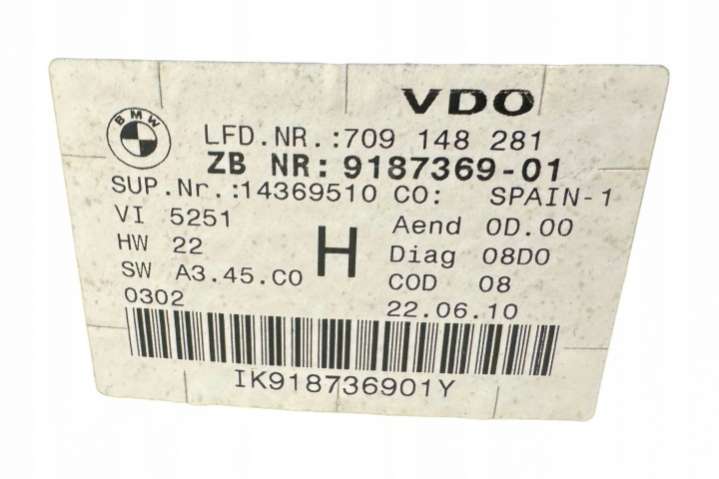 VDO
BMW
LFD.NR.:709 148 281
ZB NR: 9187369-01
SUP.Nr.:14369510 CO: SPAIN-1
VI 5251
Aend 0D.00
HW 22
H
Diag 08D0
SW A3.45.C0
COD 08
0302
22.06.10
IK918736901Y